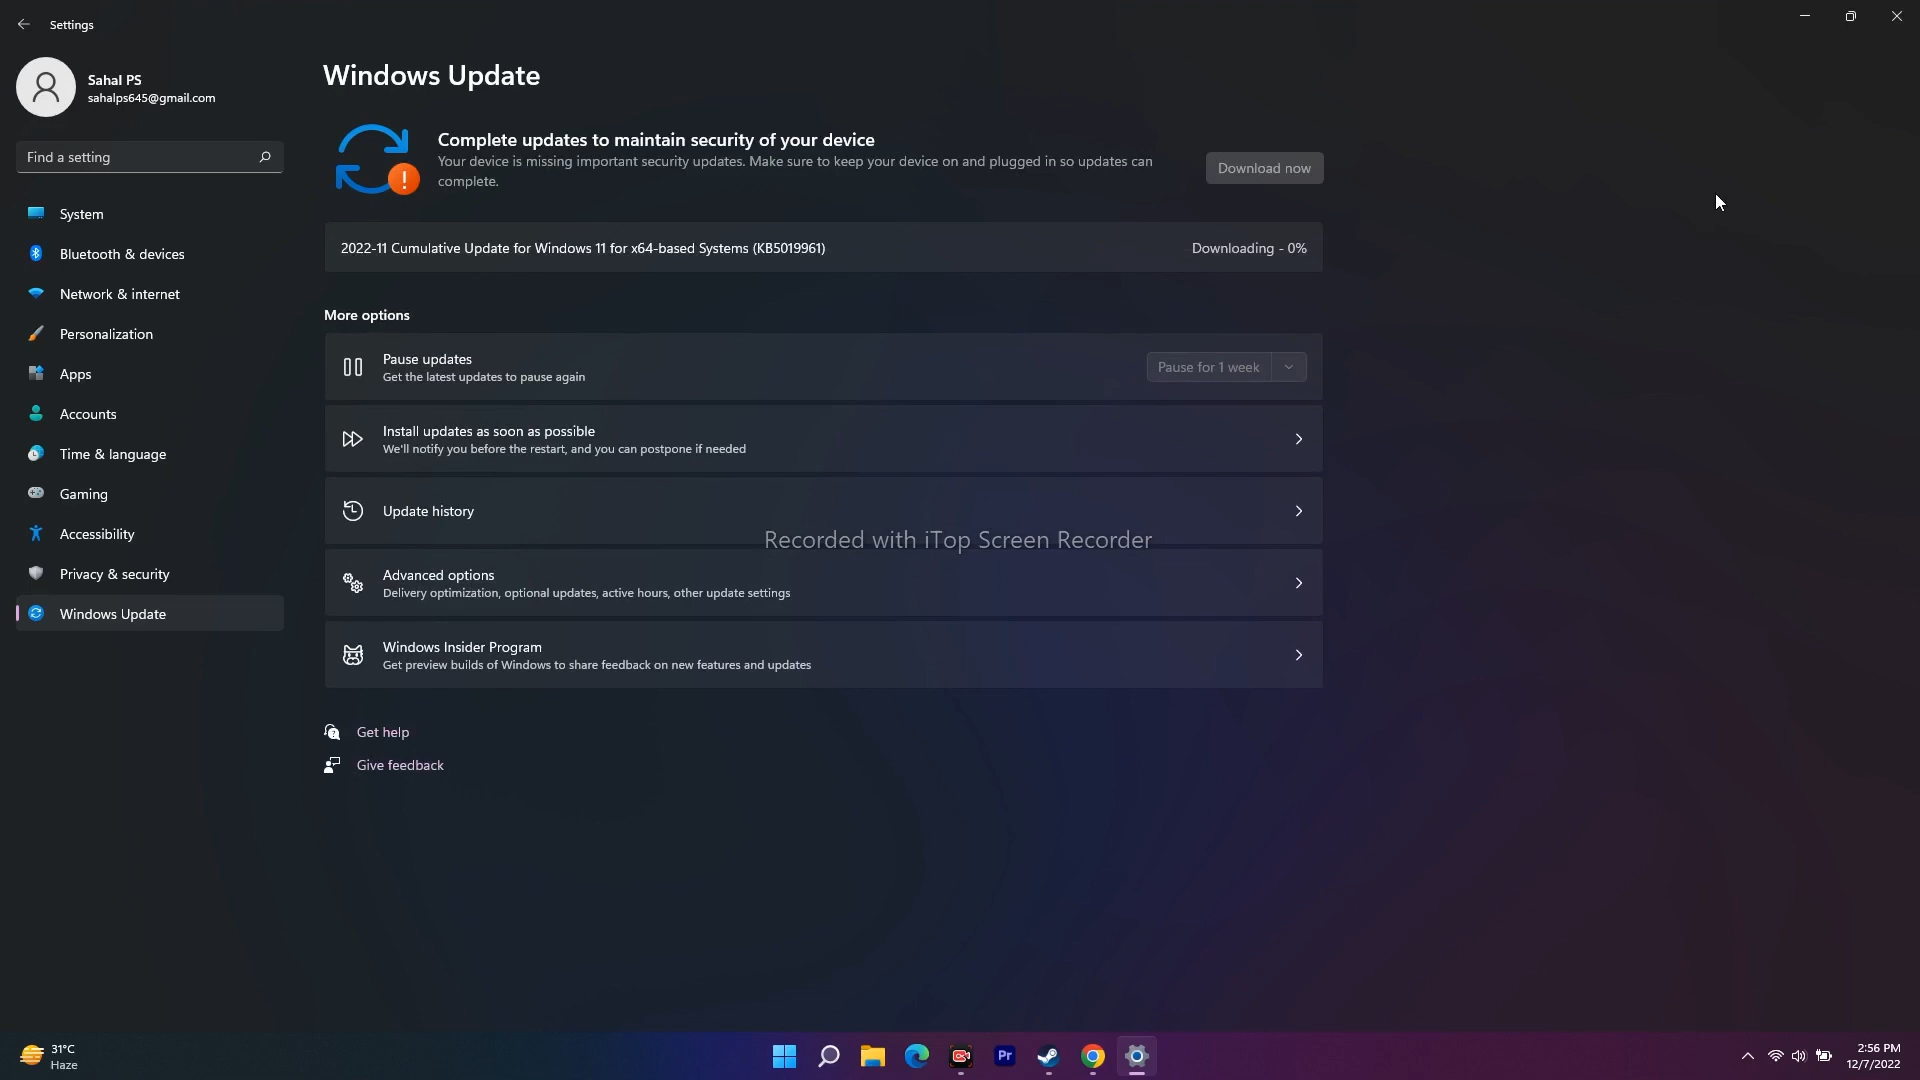 Settings
Sahal PS
sahalps645@gmail.com
Find a setting
System
Bluetooth & devices
Network & internet
Personalization
Apps
Accounts
Time & language
Gaming
Accessibility
Privacy & security
Windows Update
Windows Update
Complete updates to maintain security of your device
Your device is missing important security updates. Make sure to keep your device on and plugged in so updates can
complete.
Download now
2022-11 Cumulative Update for Windows 11 for x64-based Systems (KB5019961)
Downloading - 0%
More options
Pause updates
Get the latest updates to pause again
Pause for 1 week
Install updates as soon as possible
We'll notify you before the restart, and you can postpone if needed
Update history
Recorded with iTop Screen Recorder
Advanced options
Delivery optimization, optional updates, active hours, other update settings
Windows Insider Program
Get preview builds of Windows to share feedback on new features and updates
Get help
Give feedback
31°C
Haze
Pr
2:56 PM
12/7/2022